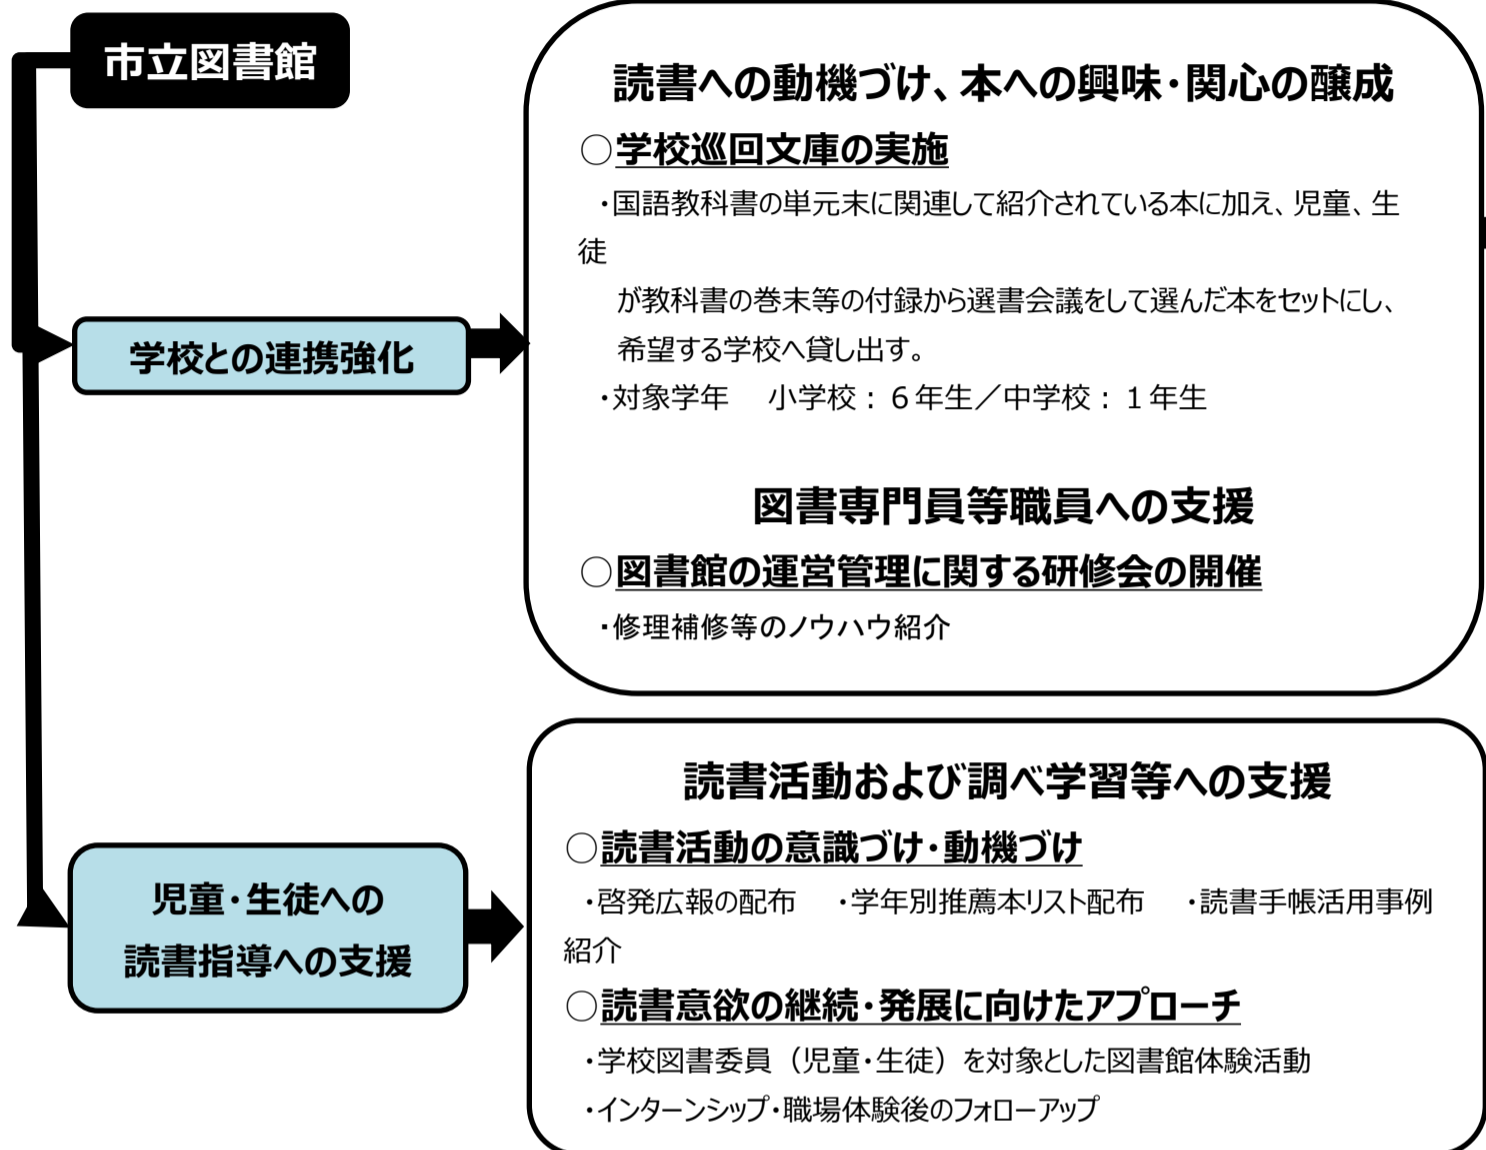 市立図書館
読書への動機づけ、本への興味・関心の醸成
○学校巡回文庫の実施
・国語教科書の単元末に関連して紹介されている本に加え、児童、生
徒
が教科書の巻末等の付録から選書会議をして選んだ本をセットにし、
希望する学校へ貸し出す。
・対象学年　小学校：６年生／中学校：１年生
図書専門員等職員への支援
○図書館の運営管理に関する研修会の開催
・修理補修等のノウハウ紹介
学校との連携強化
読書活動および調べ学習等への支援
○読書活動の意識づけ・動機づけ
・啓発広報の配布　・学年別推薦本リスト配布　・読書手帳活用事例
紹介
○読書意欲の継続・発展に向けたアプローチ
・学校図書委員（児童・生徒）を対象とした図書館体験活動
・インターンシップ・職場体験後のフォローアップ
児童・生徒への
読書指導への支援